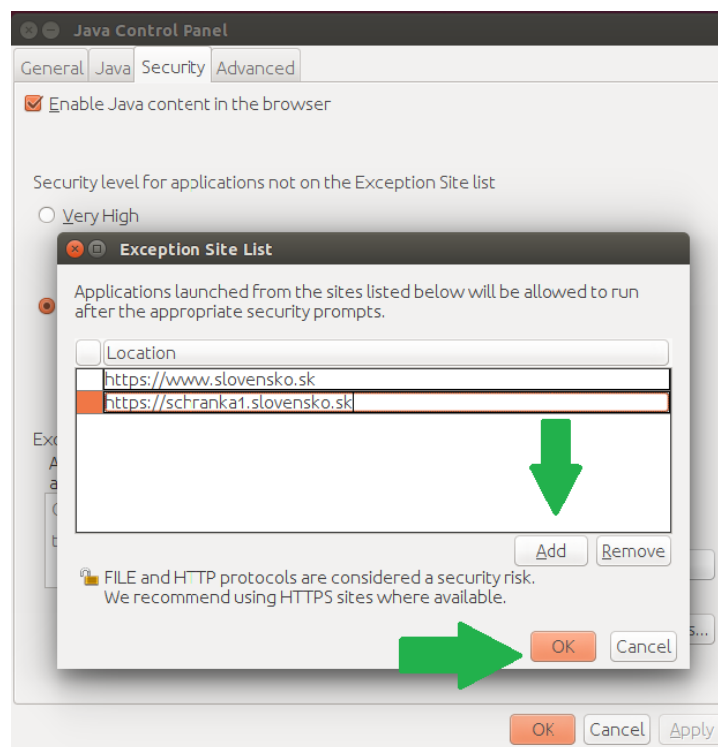 Java Control Panel
General Java Security Advanced
Enable Java content in the browser
Security level for applications not on the Exception Site list
Very High
Exception Site List
Applications launched from the sites listed below will be allowed to run
after the appropriate security prompts.
Location
https://www.slovensko.sk
https://schranka1.slovensko.sk
Add Remove
FILE and HTTP protocols are considered a security risk.
We recommend using HTTPS sites where available.
OK Cancel
OK Cancel Apply